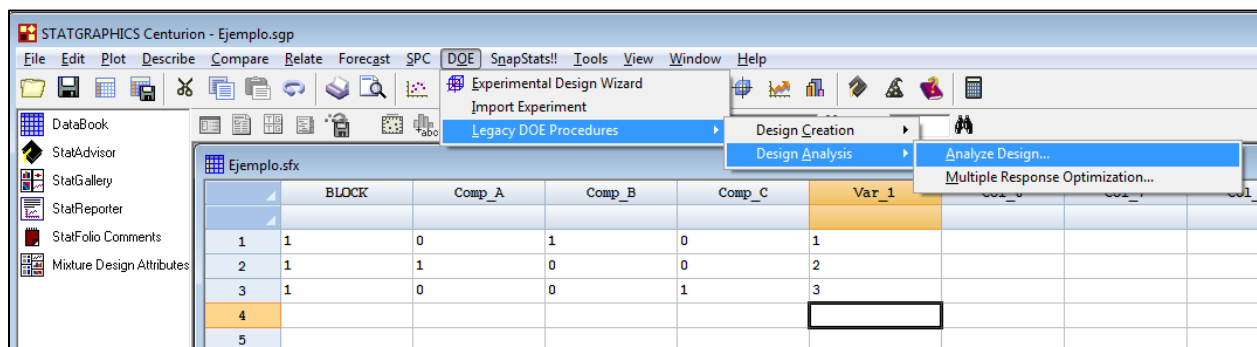 STATGRAPHICS Centurion - Ejemplo.sgp
File Edit Plot Describe Compare Relate Forecast SPC DOE SnapStats!! Tools View Window Help
Experimental Design Wizard
Import Experiment
Legacy DOE Procedures
Design Creation
Design Analysis
Analyze Design...
Multiple Response Optimization...
DataBook
StatAdvisor
StatGallery
StatReporter
StatFolio Comments
Mixture Design Attributes
abc
Ejemplo.sfx
BLOCK Comp_A Comp_B Comp_C Var_1
1 1 0 1 0 1
2 1 1 0 0 2
3 1 0 0 1 3
4
5